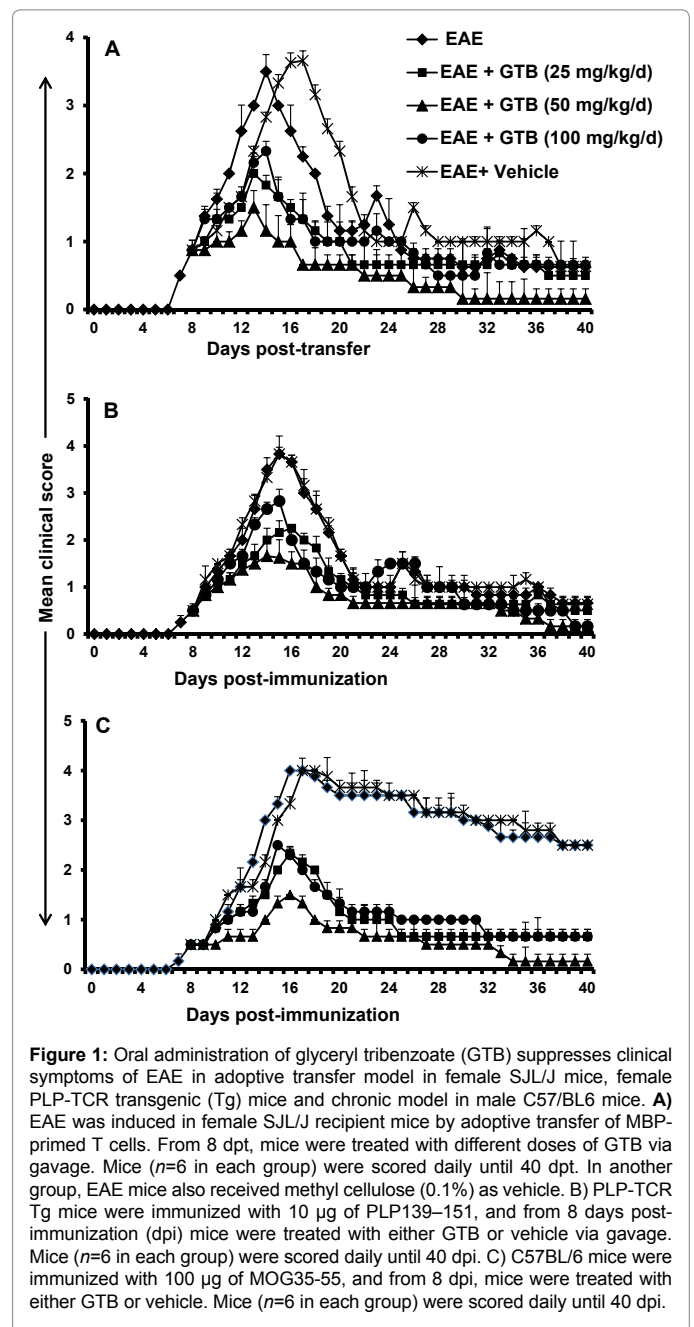 A
EAE
EAE + GTB (25 mg/kg/d)
EAE + GTB (50 mg/kg/d)
EAE + GTB (100 mg/kg/d)
EAE+ Vehicle
4
3
2
1
0
0 4 8 12 16 20 24 28 32 36 40
Days post-transfer
Mean clinical score
B
5
4
3
2
1
0
0 4 8 12 16 20 24 28 32 36 40
Days post-immunization
C
5
4
3
2
1
0
0 4 8 12 16 20 24 28 32 36 40
Days post-immunization
Figure 1: Oral administration of glyceryl tribenzoate (GTB) suppresses clinical
symptoms of EAE in adoptive transfer model in female SJL/J mice, female
PLP-TCR transgenic (Tg) mice and chronic model in male C57/BL6 mice. A)
EAE was induced in female SJL/J recipient mice by adoptive transfer of MBP-
primed T cells. From 8 dpt, mice were treated with different doses of GTB via
gavage. Mice (n=6 in each group) were scored daily until 40 dpt. In another
group, EAE mice also received methyl cellulose (0.1%) as vehicle. B) PLP-TCR
Tg mice were immunized with 10 µg of PLP139–151, and from 8 days post-
immunization (dpi) mice were treated with either GTB or vehicle via gavage.
Mice (n=6 in each group) were scored daily until 40 dpi. C) C57BL/6 mice were
immunized with 100 µg of MOG35-55, and from 8 dpi, mice were treated with
either GTB or vehicle. Mice (n=6 in each group) were scored daily until 40 dpi.